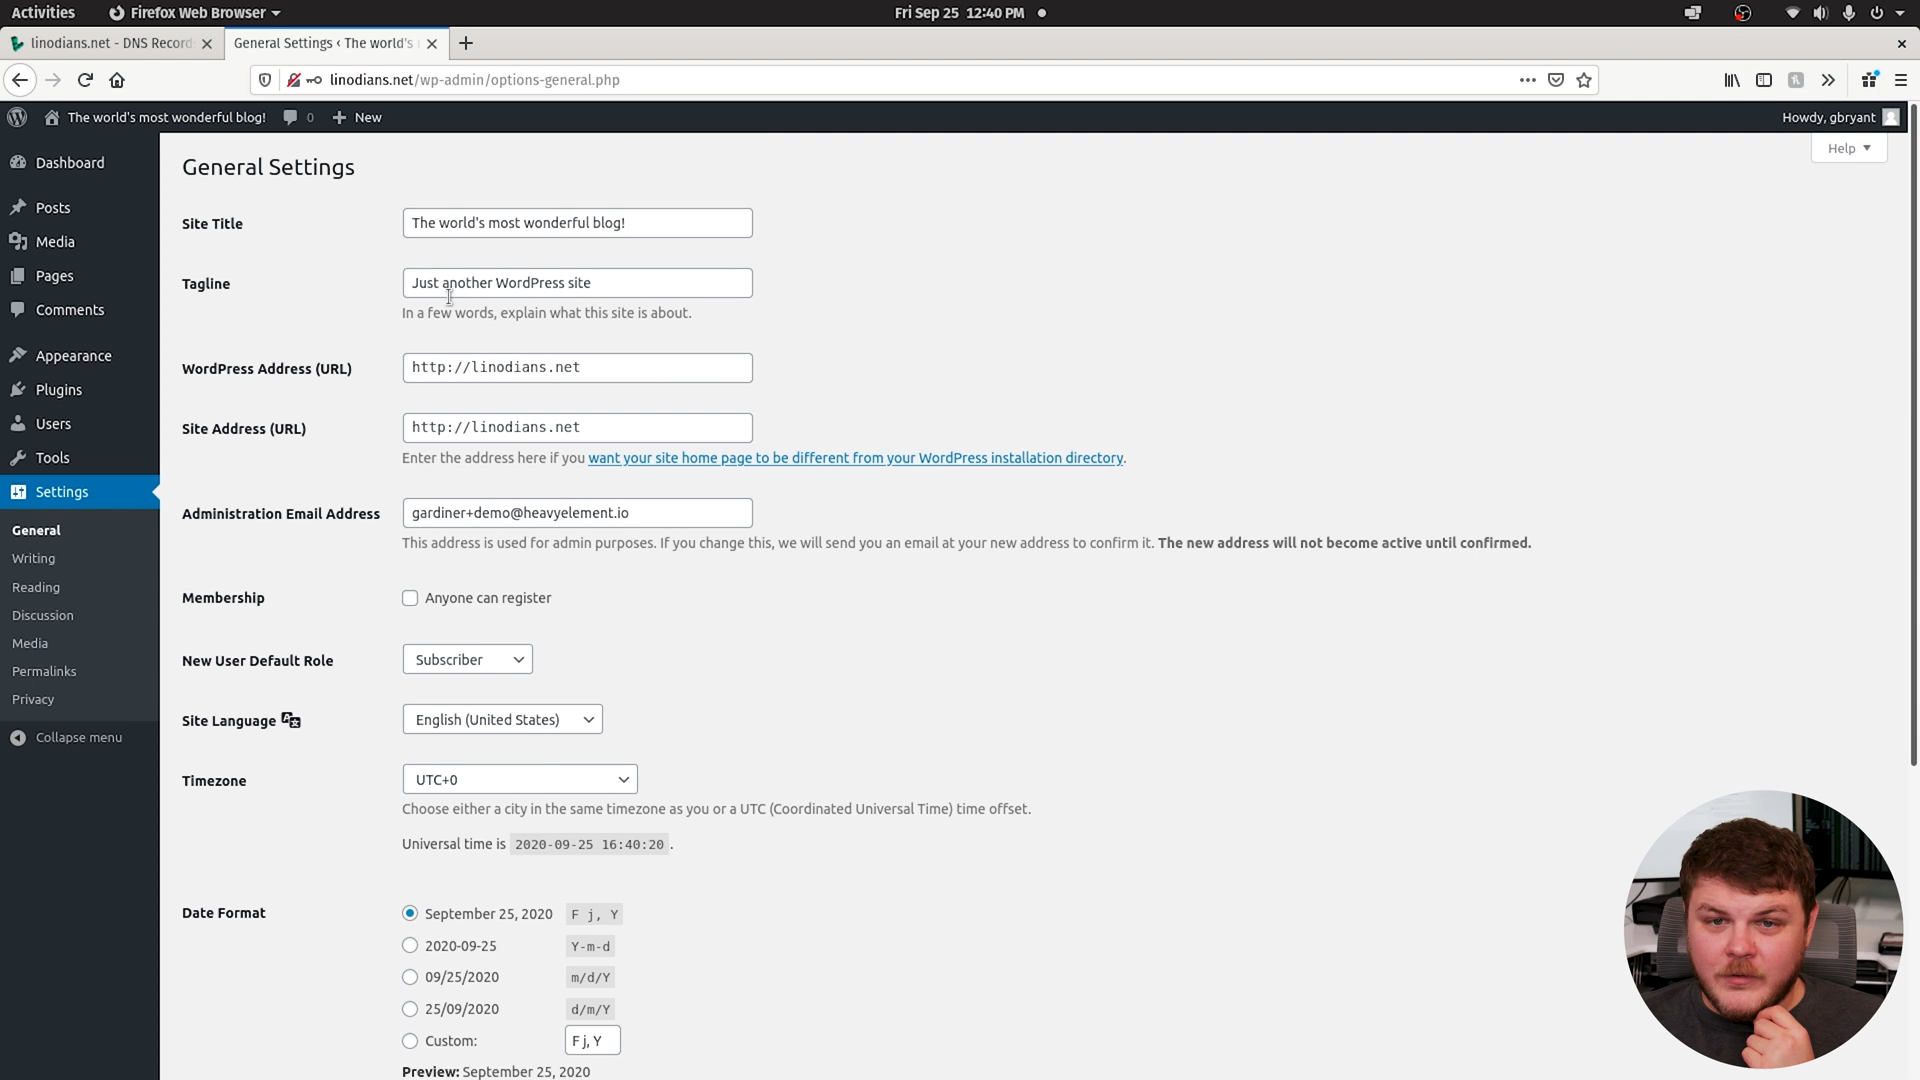 Activities Firefox Web Browser Fri Sep 25 12:40 PM
linodians.net - DNS Record General Settings ‹ The world's
linodians.net/wp-admin/options-general.php
The world's most wonderful blog! 0 New Howdy, gbryant
Help
Dashboard
Posts
Media
Pages
Comments
Appearance
Plugins
Users
Tools
Settings
General
Writing
Reading
Discussion
Media
Permalinks
Privacy
Collapse menu
General Settings
Site Title The world's most wonderful blog!
Tagline Just another WordPress site
In a few words, explain what this site is about.
WordPress Address (URL) http://linodians.net
Site Address (URL) http://linodians.net
Enter the address here if you want your site home page to be different from your WordPress installation directory.
Administration Email Address gardiner+demo@heavyelement.io
This address is used for admin purposes. If you change this, we will send you an email at your new address to confirm it. The new address will not become active until confirmed.
Membership Anyone can register
New User Default Role Subscriber
Site Language English (United States)
Timezone UTC+0
Choose either a city in the same timezone as you or a UTC (Coordinated Universal Time) time offset.
Universal time is 2020-09-25 16:40:20 .
Date Format September 25, 2020 F j, Y
2020-09-25 Y-m-d
09/25/2020 m/d/Y
25/09/2020 d/m/Y
Custom: F j, Y
Preview: September 25, 2020